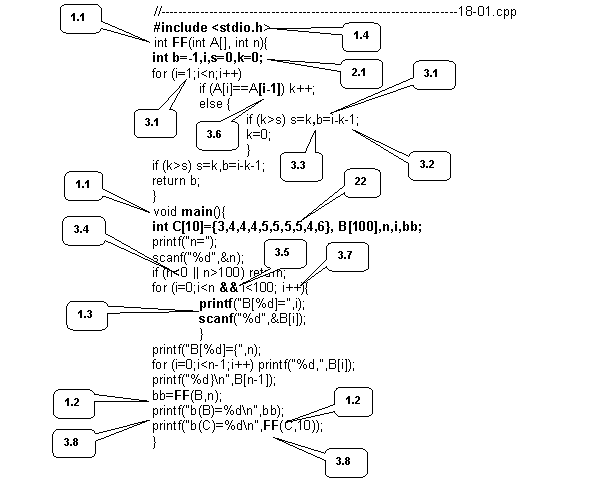 //--------------------------------------------------------------------18-01.cpp
1.1
#include <stdio.h>
1.4
int FF(int A[], int n){
int b=-1,i,s=0,k=0;
2.1
for (i=1;i<n;i++)
3.1
if (A[i]==A[i-1]) k++;
else {
3.1
3.6
if (k>s) s=k,b=i-k-1;
k=0;
}
3.3
3.2
if (k>s) s=k,b=i-k-1;
return b;
}
1.1
22
void main(){
int C[10]={3,4,4,4,5,5,5,5,4,6}, B[100],n,i,bb;
3.4
printf("n=");
scanf("%d",&n);
3.5
3.7
if (n<0 || n>100) return;
for (i=0;i<n && i<100; i++){
1.3
printf("B[%d]=",i);
scanf("%d",&B[i]);
}
printf("B[%d]={",n);
for (i=0;i<n-1;i++) printf("%d,",B[i]);
printf("%d}\n",B[n-1]);
1.2
bb=FF(B,n);
1.2
printf("b(B)=%d\n",bb);
printf("b(C)=%d\n",FF(C,10));
3.8
}
3.8